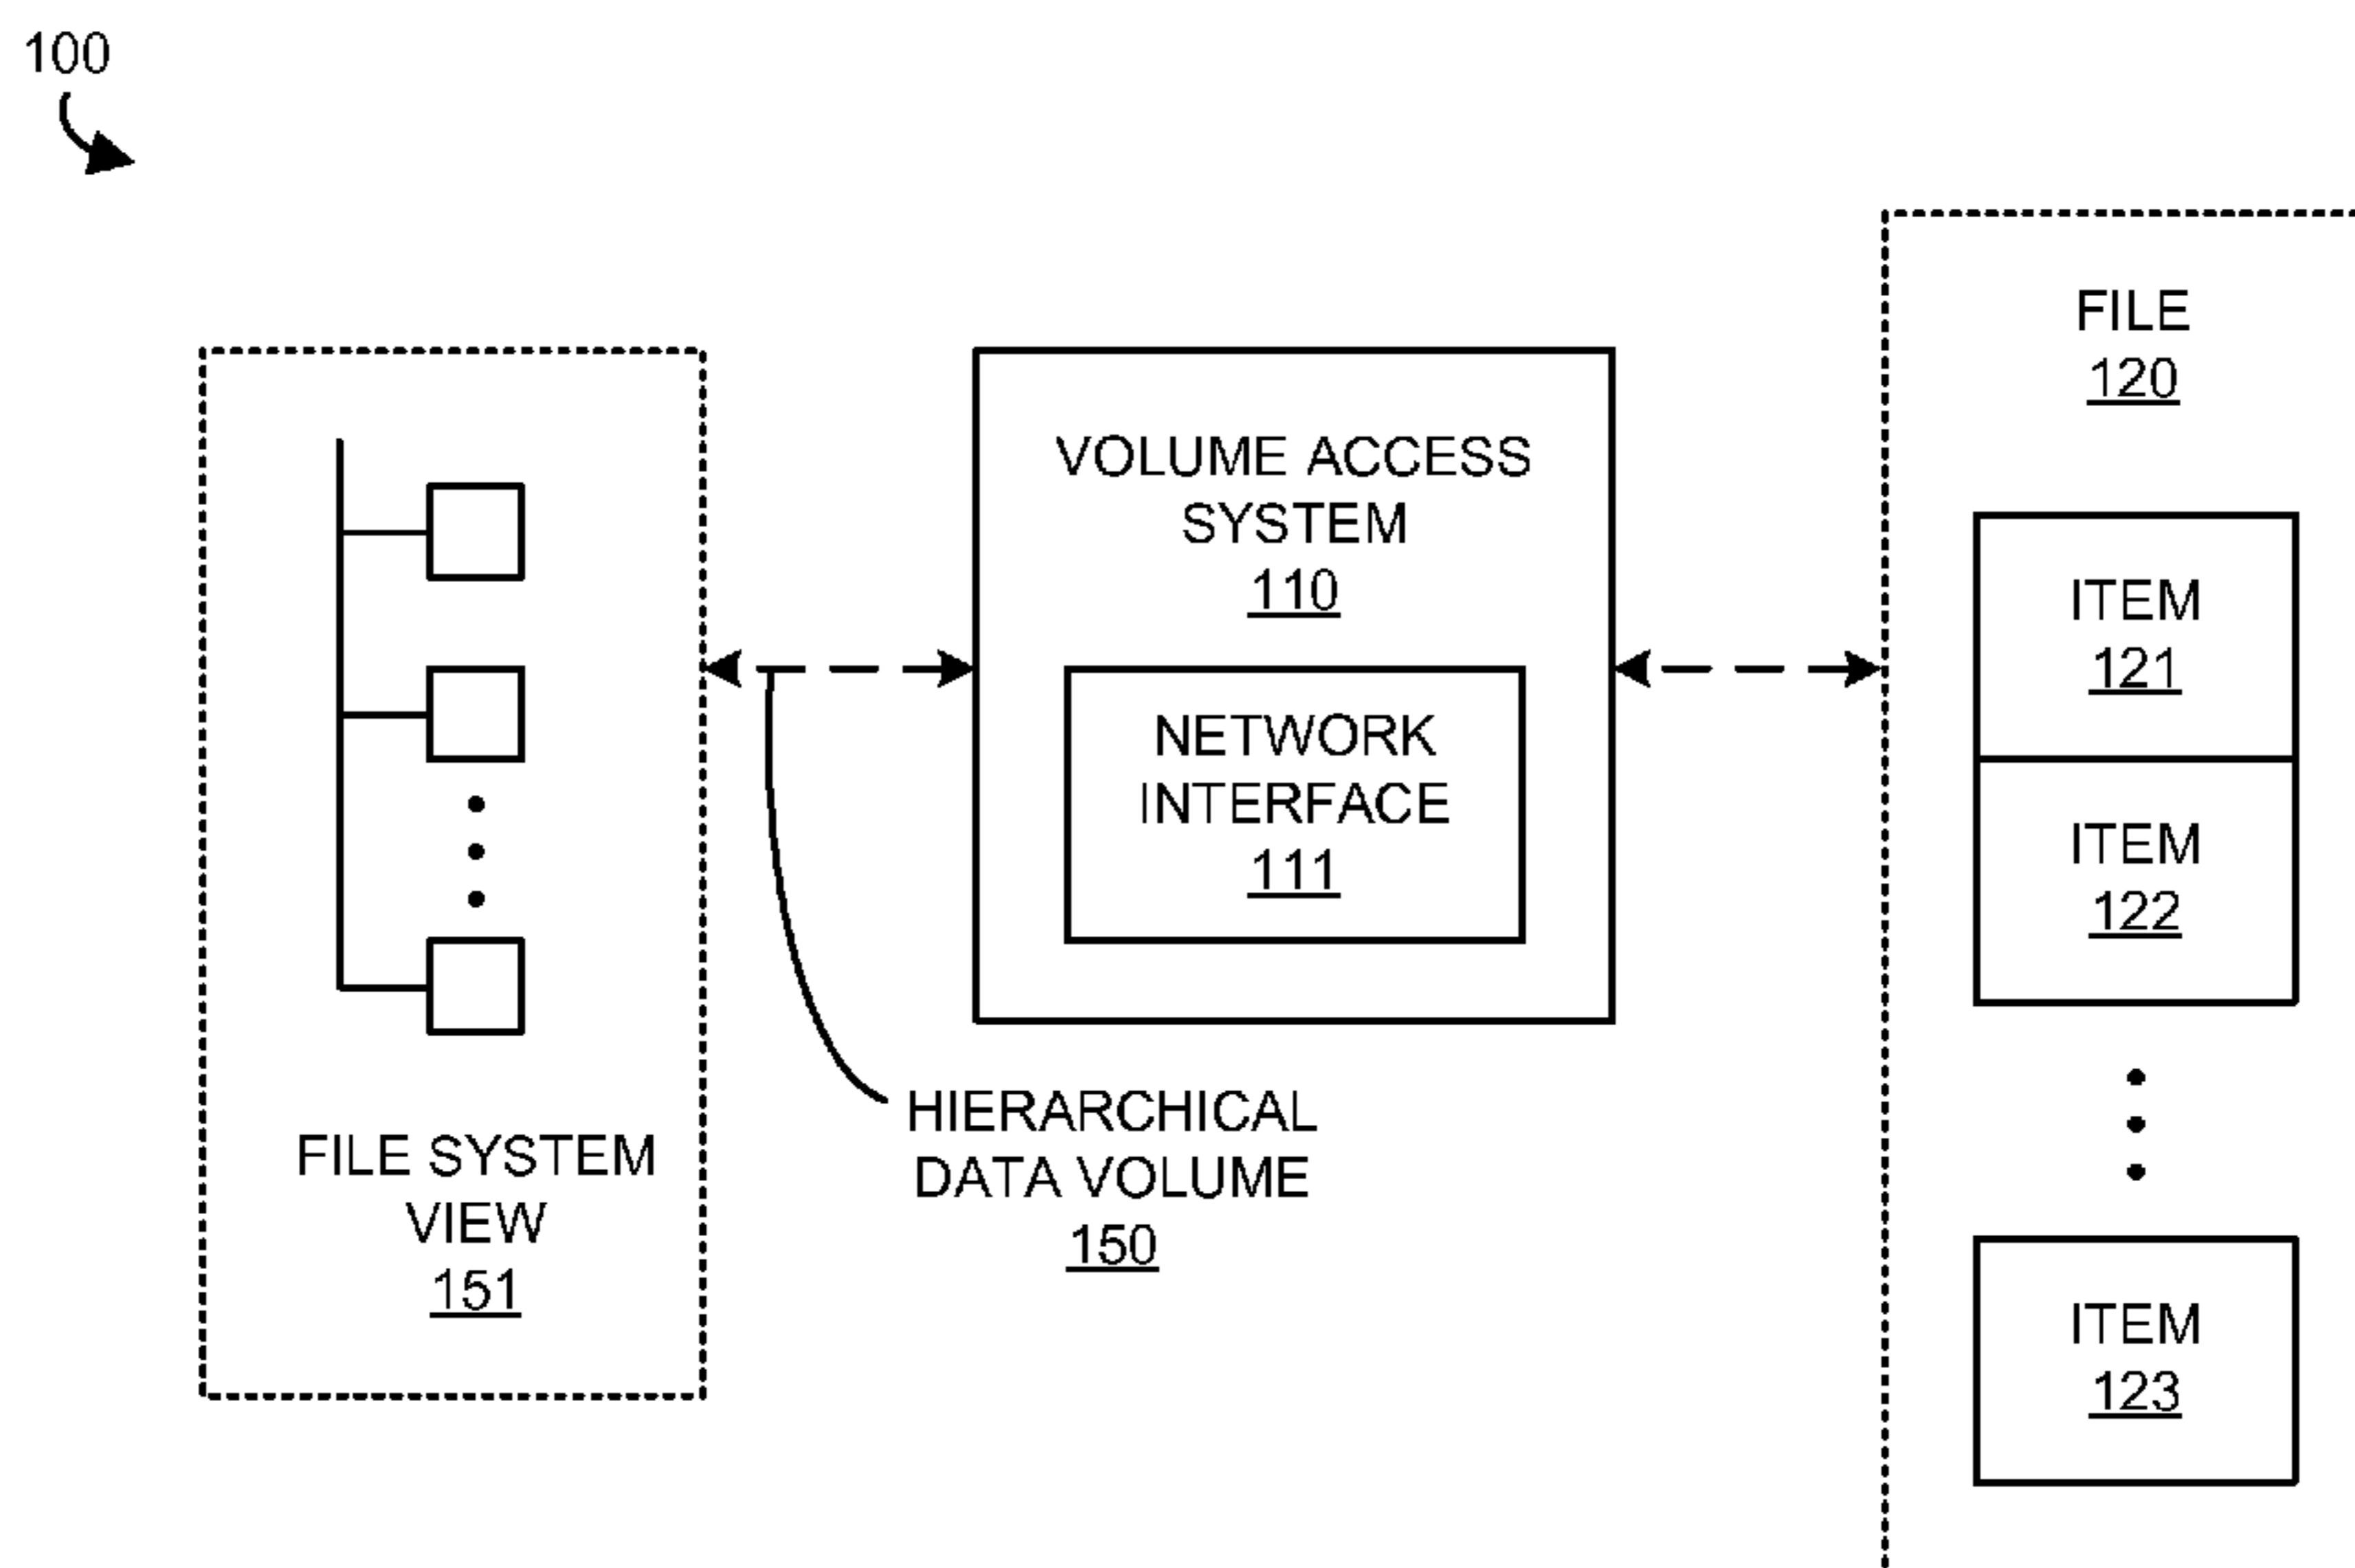 100
FILE SYSTEM
VIEW
151
HIERARCHICAL
DATA VOLUME
150
VOLUME ACCESS
SYSTEM
110
NETWORK
INTERFACE
111
FILE
120
ITEM
121
ITEM
122
ITEM
123